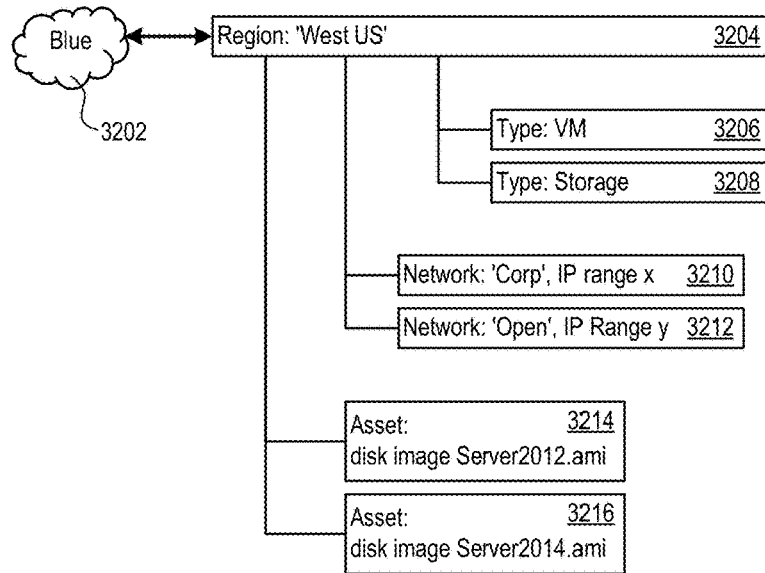 Blue
Region: 'West US' 3204
3202
Type: VM 3206
Type: Storage 3208
Network: 'Corp', IP range x 3210
Network: 'Open', IP Range y 3212
Asset: 3214
disk image Server2012.ami
Asset: 3216
disk image Server2014.ami